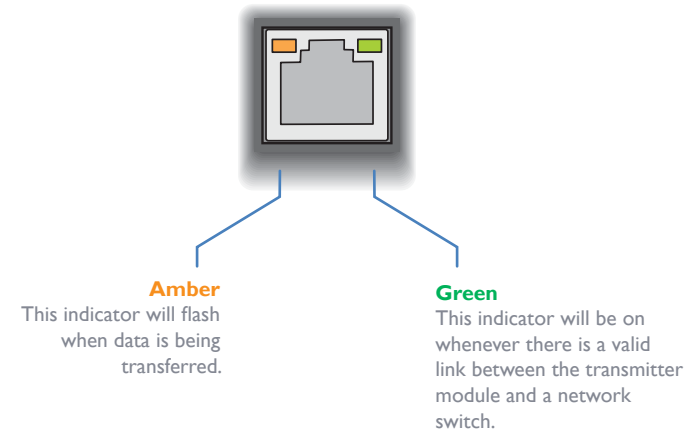 Amber
This indicator will flash
when data is being
transferred.
Green
This indicator will be on
whenever there is a valid
link between the transmitter
module and a network
switch.